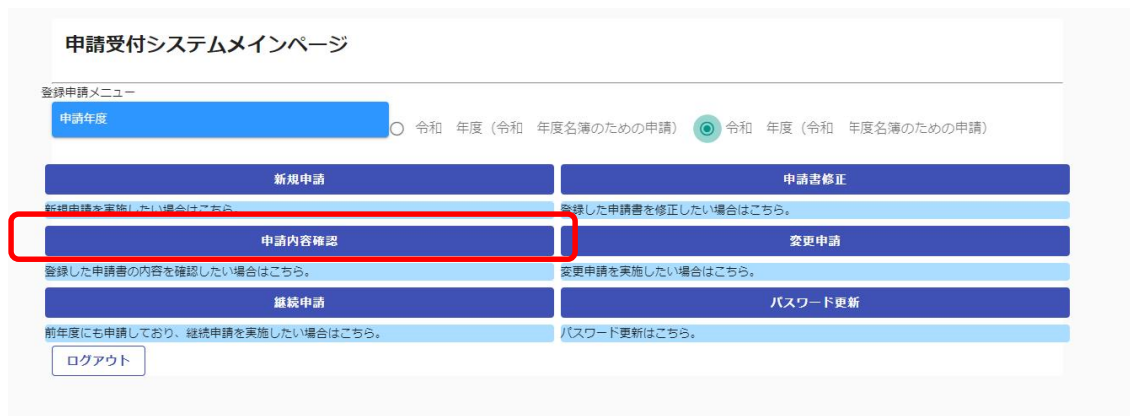 申請受付システムメインページ
登録申請メニュー
申請年度
令和　年度（令和　年度名簿のための申請） 令和　年度（令和　年度名簿のための申請）
新規申請 申請書修正
新規申請を実施したい場合はこちら。 登録した申請書を修正したい場合はこちら。
申請内容確認 変更申請
登録した申請書の内容を確認したい場合はこちら。 変更申請を実施したい場合はこちら。
継続申請 パスワード更新
前年度にも申請しており、継続申請を実施したい場合はこちら。 パスワード更新はこちら。
ログアウト